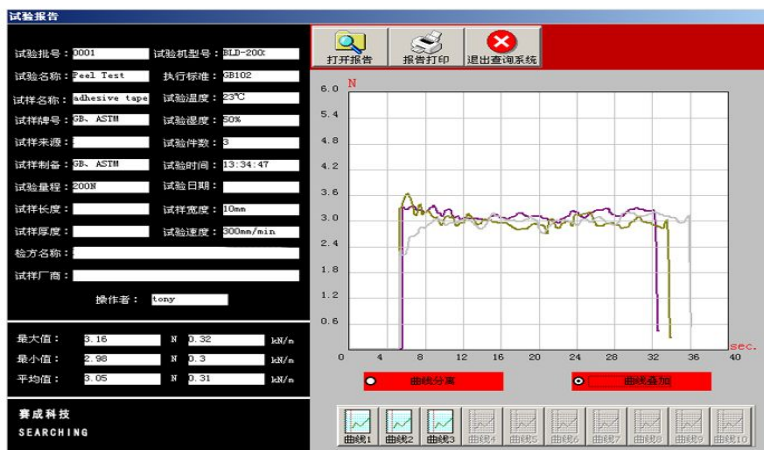 试验报告
试验批号：0001 试验机型号：BLD-200
试验名称：Peel Test 执行标准：GB102
试样名称：adhesive tape 试验温度：23℃
试样牌号：GB、ASTM 试验湿度：50%
试样来源： 试验件数：3
试样制备：GB、ASTM 试验时间：13:34:47
试验量程：200N 试验日期：
试样长度： 试样宽度：10mm
试样厚度： 试验速度：300mm/min
检方名称：
试样厂商：
操作者： tony
最大值： 3.16 N 0.32 kN/m
最小值： 2.98 N 0.3 kN/m
平均值： 3.05 N 0.31 kN/m
赛成科技
SEARCHING
打开报告 报告打印 退出查询系统
N
6.0
5.4
4.8
4.2
3.6
3.0
2.4
1.8
1.2
0.6
sec.
0 4 8 12 16 20 24 28 32 36 40
曲线分离 曲线叠加
曲线1 曲线2 曲线3 曲线4 曲线5 曲线6 曲线7 曲线8 曲线9 曲线10